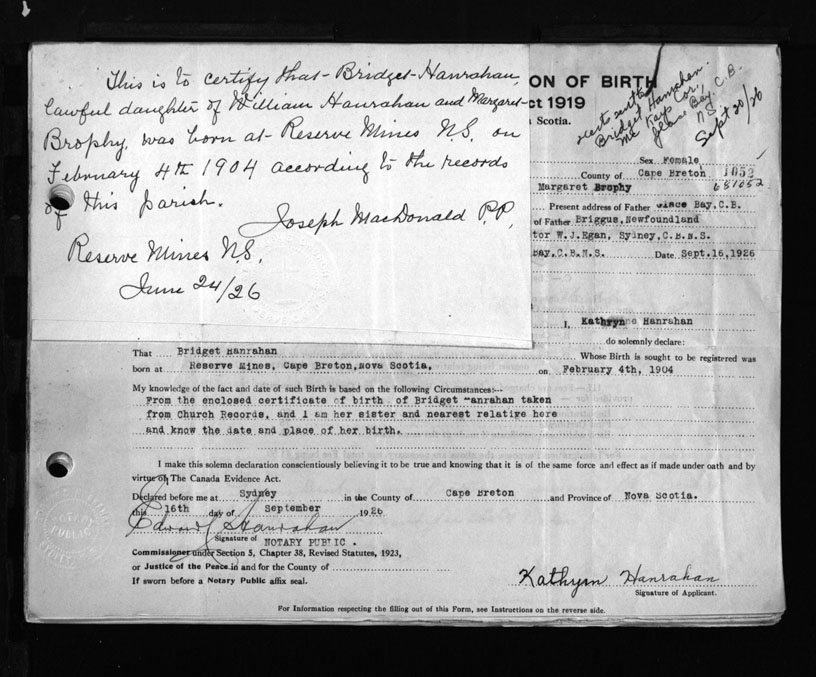 This is to certify that Bridget Hanrahan,
lawful daughter of William Hanrahan and Margaret
Brophy, was born at Reserve Mines N.S. on
February 4th 1904 according to the records
of this parish.
Joseph MacDonald P.P.
Reserve Mines N.S.
June 24/26
ON OF BIRTH
ct 1919
a Scotia.
Bridget Hanrahan.
Mc Kays Cor.,
Glace Bay, C.B.
N.S.
Sept 20/26
Sex Female
County of Cape Breton 1052
Margaret Brophy 651052
Present address of Father Glace Bay, C.B.
of Father Briggus, Newfoundland
tor W.J.Egan, Sydney, C.B.N.S.
Bay, C.B.N.S. Date Sept.16,1926
I, Kathrynne Hanrahan
do solemnly declare:
That Bridget Hanrahan Whose Birth is sought to be registered was
born at Reserve Mines, Cape Breton, Nova Scotia. on February 4th, 1904
My knowledge of the fact and date of such Birth is based on the following Circumstances:—
From the enclosed certificate of birth of Bridget Hanrahan taken
from Church Records, and I am her sister and nearest relative here
and know the date and place of her birth.
I make this solemn declaration conscientiously believing it to be true and knowing that it is of the same force and effect as if made under oath and by
virtue of, The Canada Evidence Act.
Declared before me at Sydney in the County of Cape Breton and Province of Nova Scotia.
this 16th day of September 1926
Hanrahan
Signature of NOTARY PUBLIC.
Commissioner under Section 5, Chapter 38, Revised Statutes, 1923,
or Justice of the Peace in and for the County of
If sworn before a Notary Public affix seal.
Kathrynn Hanrahan
Signature of Applicant.
For Information respecting the filling out of this Form, see Instructions on the reverse side.